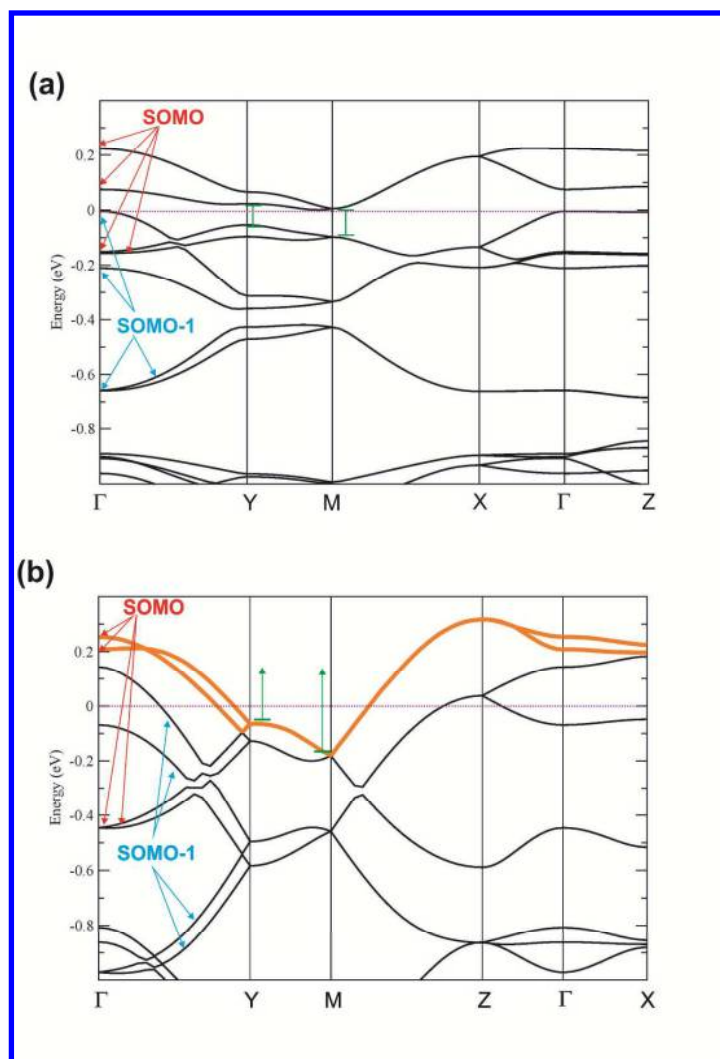 (a)
SOMO
0.2
0
-0.2
-0.4
-0.6
-0.8
Energy (eV)
SOMO-1
Γ Y M X Γ Z
(b)
SOMO
0.2
0
-0.2
-0.4
-0.6
-0.8
Energy (eV)
SOMO-1
Γ Y M Z Γ X